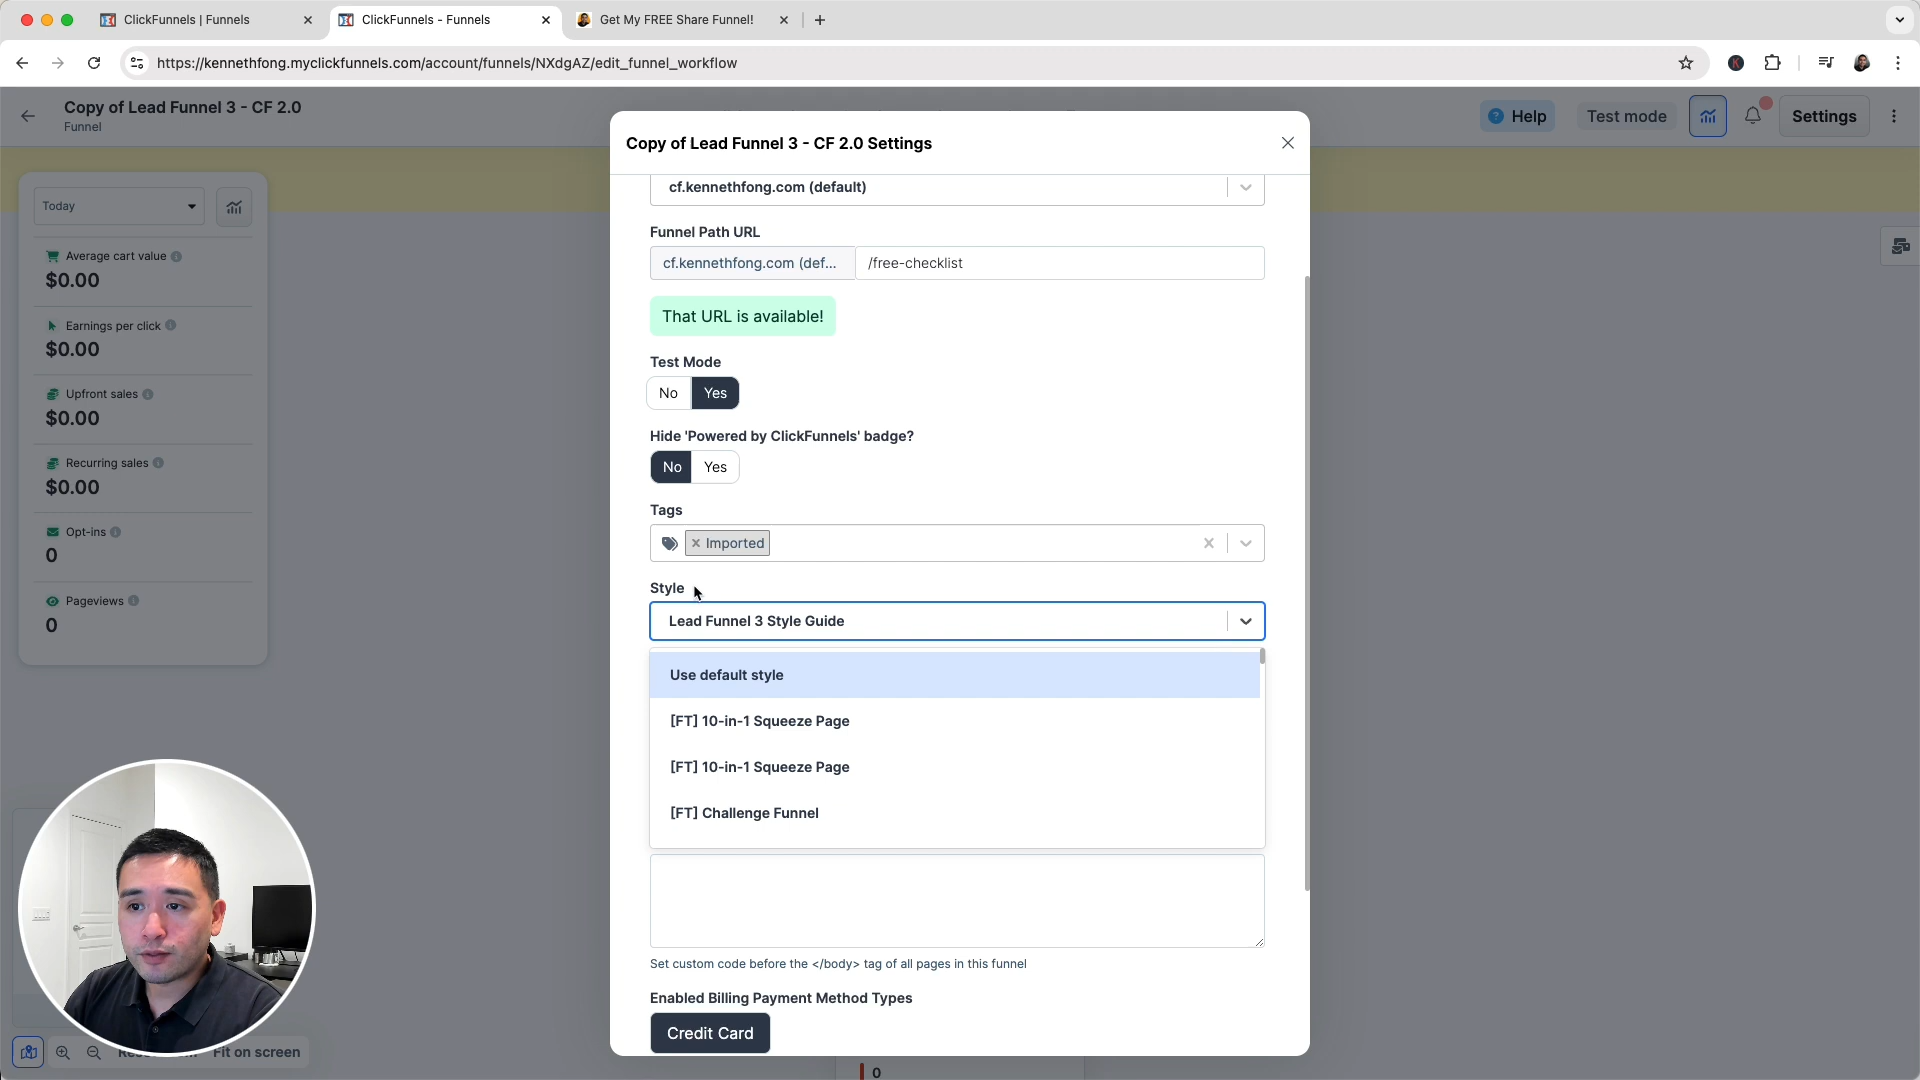 ClickFunnels | Funnels
ClickFunnels - Funnels
Get My FREE Share Funnel!
https://kennethfong.myclickfunnels.com/account/funnels/NXdgAZ/edit_funnel_workflow
Copy of Lead Funnel 3 - CF 2.0
Funnel
Help
Test mode
Settings
Today
Average cart value
$0.00
Earnings per click
$0.00
Upfront sales
$0.00
Recurring sales
$0.00
Opt-ins
0
Pageviews
0
Copy of Lead Funnel 3 - CF 2.0 Settings
cf.kennethfong.com (default)
Funnel Path URL
cf.kennethfong.com (def... /free-checklist
That URL is available!
Test Mode
No Yes
Hide 'Powered by ClickFunnels' badge?
No Yes
Tags
Imported
Style
Lead Funnel 3 Style Guide
Use default style
[FT] 10-in-1 Squeeze Page
[FT] 10-in-1 Squeeze Page
[FT] Challenge Funnel
Set custom code before the </body> tag of all pages in this funnel
Enabled Billing Payment Method Types
Credit Card
Fit on screen
0